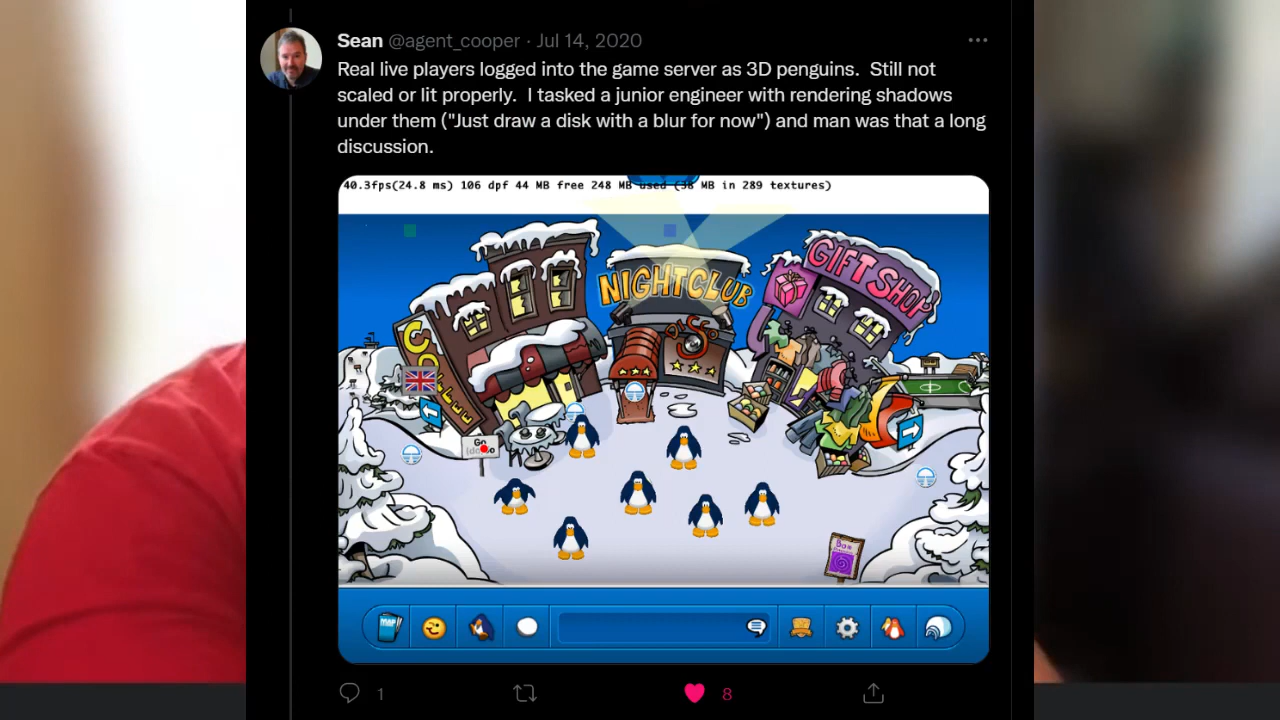 Sean @agent_cooper · Jul 14, 2020
Real live players logged into the game server as 3D penguins. Still not
scaled or lit properly. I tasked a junior engineer with rendering shadows
under them ("Just draw a disk with a blur for now") and man was that a long
discussion.
40.3fps(24.8 ms) 106 dpf 44 MB free 248 MB used (38 MB in 289 textures)
NIGHTCLUB
GIFT SHOP
DISCO
Go
MAP
1
8